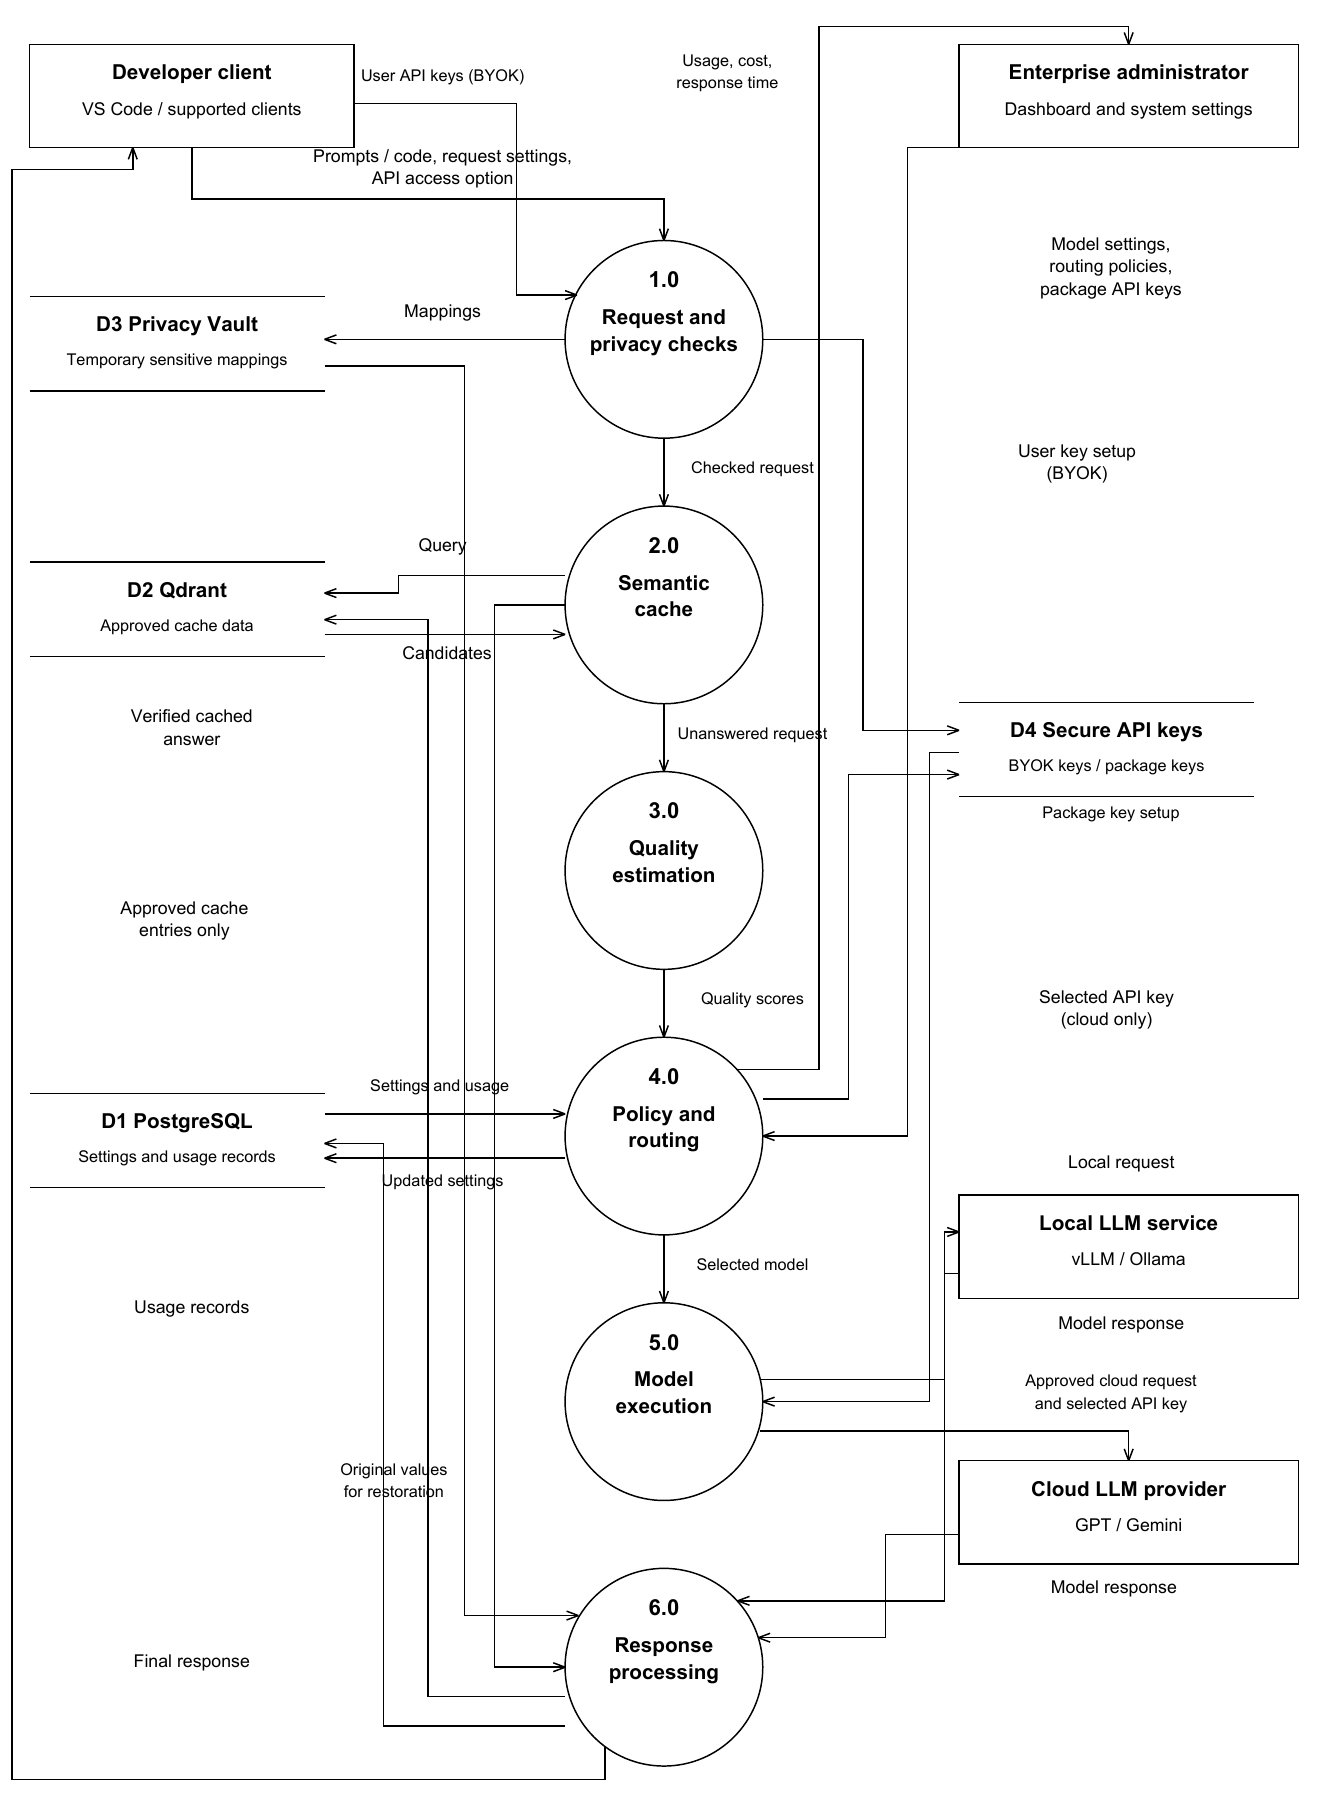 Developer client
VS Code / supported clients
User API keys (BYOK)
Usage, cost,
response time
Enterprise administrator
Dashboard and system settings
Prompts / code, request settings,
API access option
Model settings,
routing policies,
package API keys
1.0
Request and
privacy checks
Mappings
D3 Privacy Vault
Temporary sensitive mappings
User key setup
(BYOK)
Checked request
2.0
Semantic
cache
Query
D2 Qdrant
Approved cache data
Candidates
Verified cached
answer
Unanswered request
D4 Secure API keys
BYOK keys / package keys
Package key setup
3.0
Quality
estimation
Approved cache
entries only
Quality scores
Selected API key
(cloud only)
4.0
Policy and
routing
Settings and usage
D1 PostgreSQL
Settings and usage records
Updated settings
Local request
Local LLM service
vLLM / Ollama
Model response
Selected model
Usage records
5.0
Model
execution
Approved cloud request
and selected API key
Cloud LLM provider
GPT / Gemini
Model response
Original values
for restoration
6.0
Response
processing
Final response